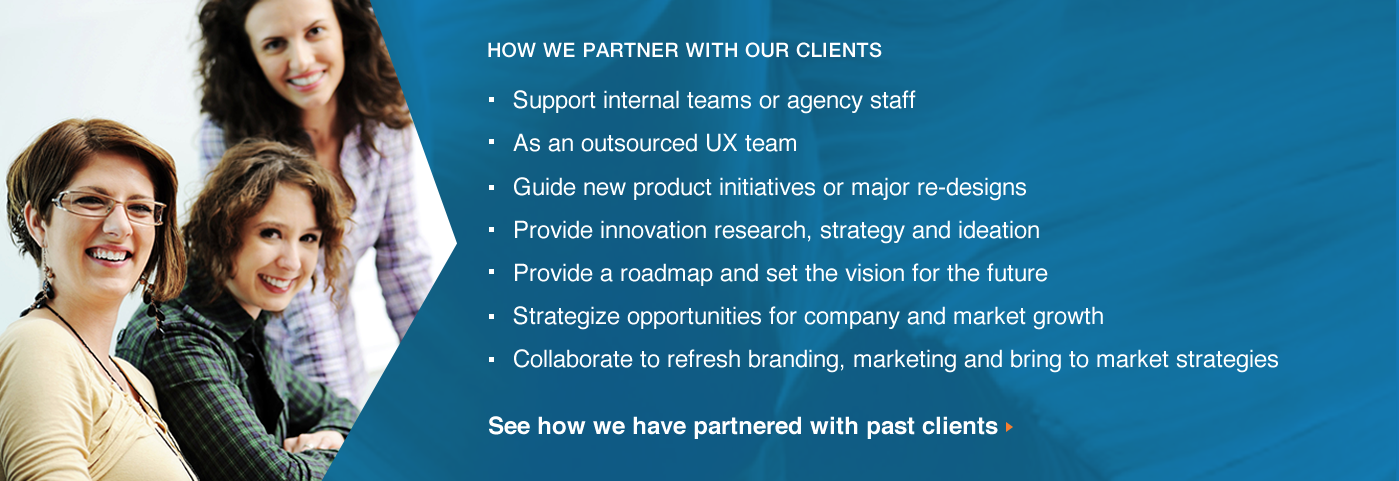 HOW WE PARTNER WITH OUR CLIENTS
▪ Support internal teams or agency staff
▪ As an outsourced UX team
▪ Guide new product initiatives or major re-designs
▪ Provide innovation research, strategy and ideation
▪ Provide a roadmap and set the vision for the future
▪ Strategize opportunities for company and market growth
▪ Collaborate to refresh branding, marketing and bring to market strategies
See how we have partnered with past clients ▸